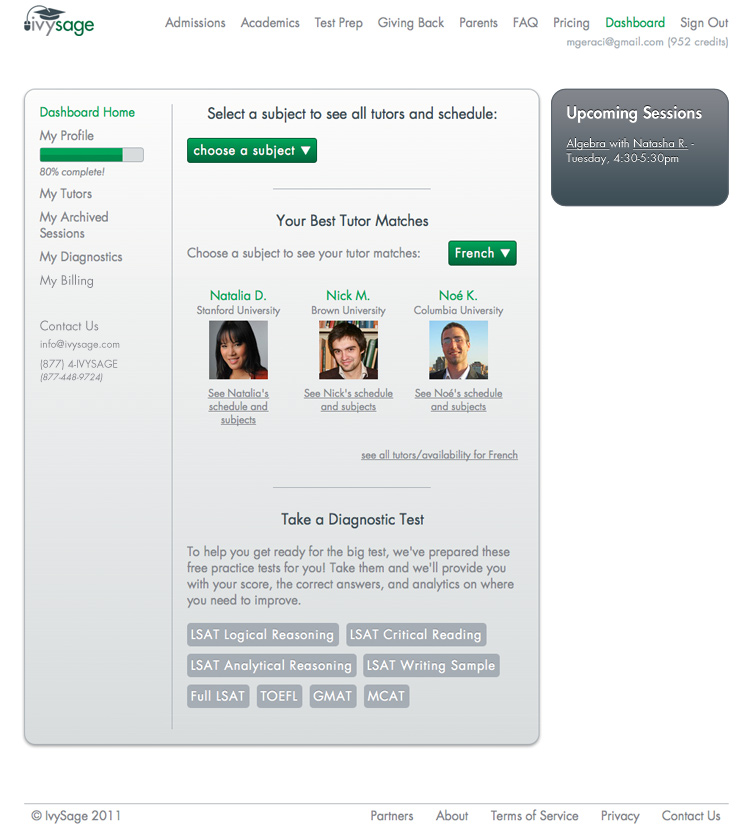 ivysage
Admissions Academics Test Prep Giving Back Parents FAQ Pricing Dashboard Sign Out
mgeraci@gmail.com (952 credits)
Dashboard Home
My Profile
80% complete!
My Tutors
My Archived
Sessions
My Diagnostics
My Billing
Contact Us
info@ivysage.com
(877) 4-IVYSAGE
(877-448-9724)
Select a subject to see all tutors and schedule:
choose a subject ▼
Your Best Tutor Matches
Choose a subject to see your tutor matches: French ▼
Natalia D. Nick M. Noé K.
Stanford University Brown University Columbia University
See Natalia's See Nick's schedule See Noé's schedule
schedule and and subjects and subjects
subjects
see all tutors/availability for French
Take a Diagnostic Test
To help you get ready for the big test, we've prepared these
free practice tests for you! Take them and we'll provide you
with your score, the correct answers, and analytics on where
you need to improve.
LSAT Logical Reasoning LSAT Critical Reading
LSAT Analytical Reasoning LSAT Writing Sample
Full LSAT TOEFL GMAT MCAT
Upcoming Sessions
Algebra with Natasha R. -
Tuesday, 4:30-5:30pm
© IvySage 2011 Partners About Terms of Service Privacy Contact Us